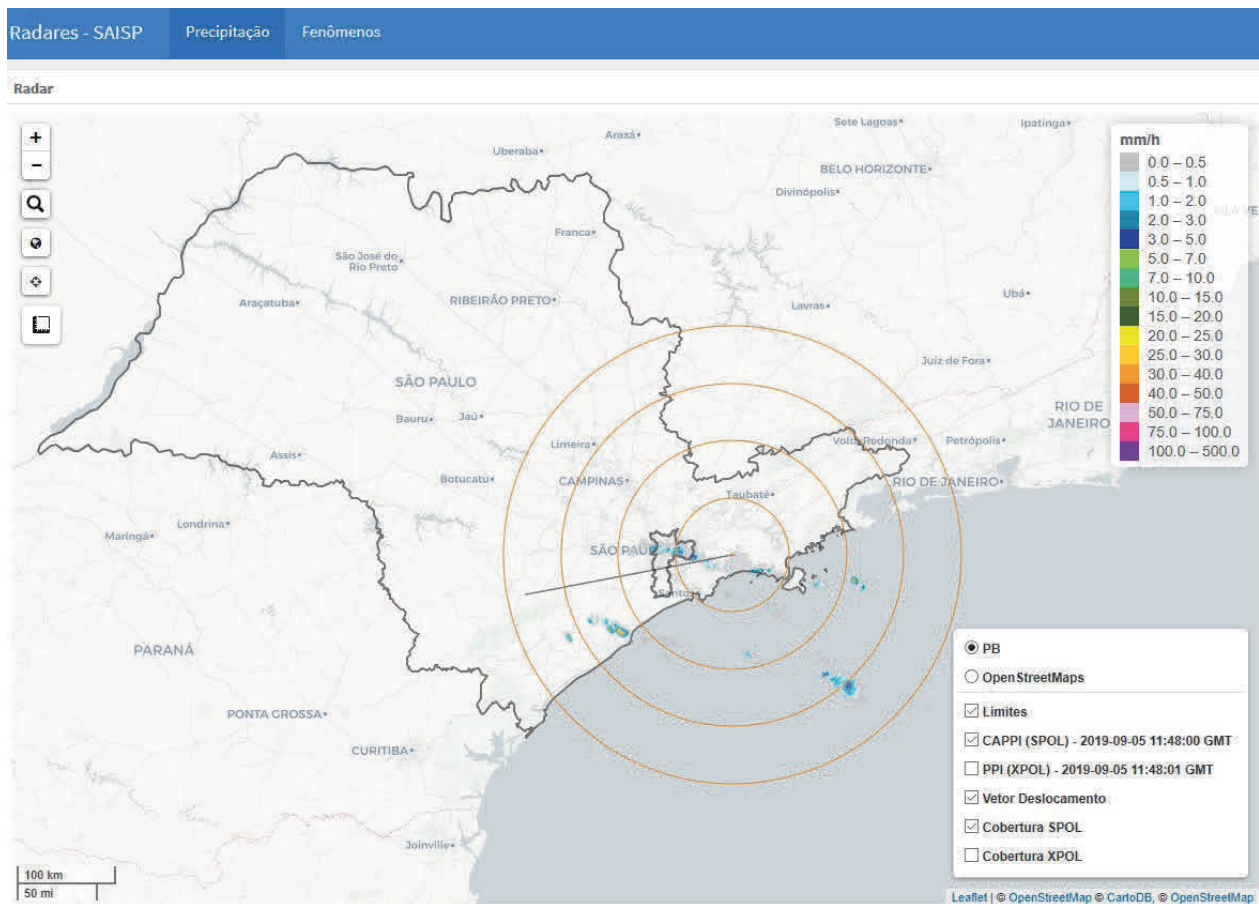 Radares - SAISP
Precipitação
Fenômenos
Radar
+
−
mm/h
0.0 – 0.5
0.5 – 1.0
1.0 – 2.0
2.0 – 3.0
3.0 – 5.0
5.0 – 7.0
7.0 – 10.0
10.0 – 15.0
15.0 – 20.0
20.0 – 25.0
25.0 – 30.0
30.0 – 40.0
40.0 – 50.0
50.0 – 75.0
75.0 – 100.0
100.0 – 500.0
Sete Lagoas
Ipatinga
Araxá
Uberaba
BELO HORIZONTE
Divinópolis
Franca
São José do
Rio Preto
Araçatuba
RIBEIRÃO PRETO
Lavras
Ubá
Juiz de Fora
SÃO PAULO
RIO DE
JANEIRO
Bauru
Jaú
Limeira
Volta Redonda
Petrópolis
Assis
Botucatu
CAMPINAS
Taubaté
RIO DE JANEIRO
Londrina
Maringá
SÃO PAU
Santos
PARANÁ
PONTA GROSSA
CURITIBA
Joinville
PB
OpenStreetMaps
Limites
CAPPI (SPOL) - 2019-09-05 11:48:00 GMT
PPI (XPOL) - 2019-09-05 11:48:01 GMT
Vetor Deslocamento
Cobertura SPOL
Cobertura XPOL
100 km
50 mi
Leaflet | © OpenStreetMap © CartoDB, © OpenStreetMap